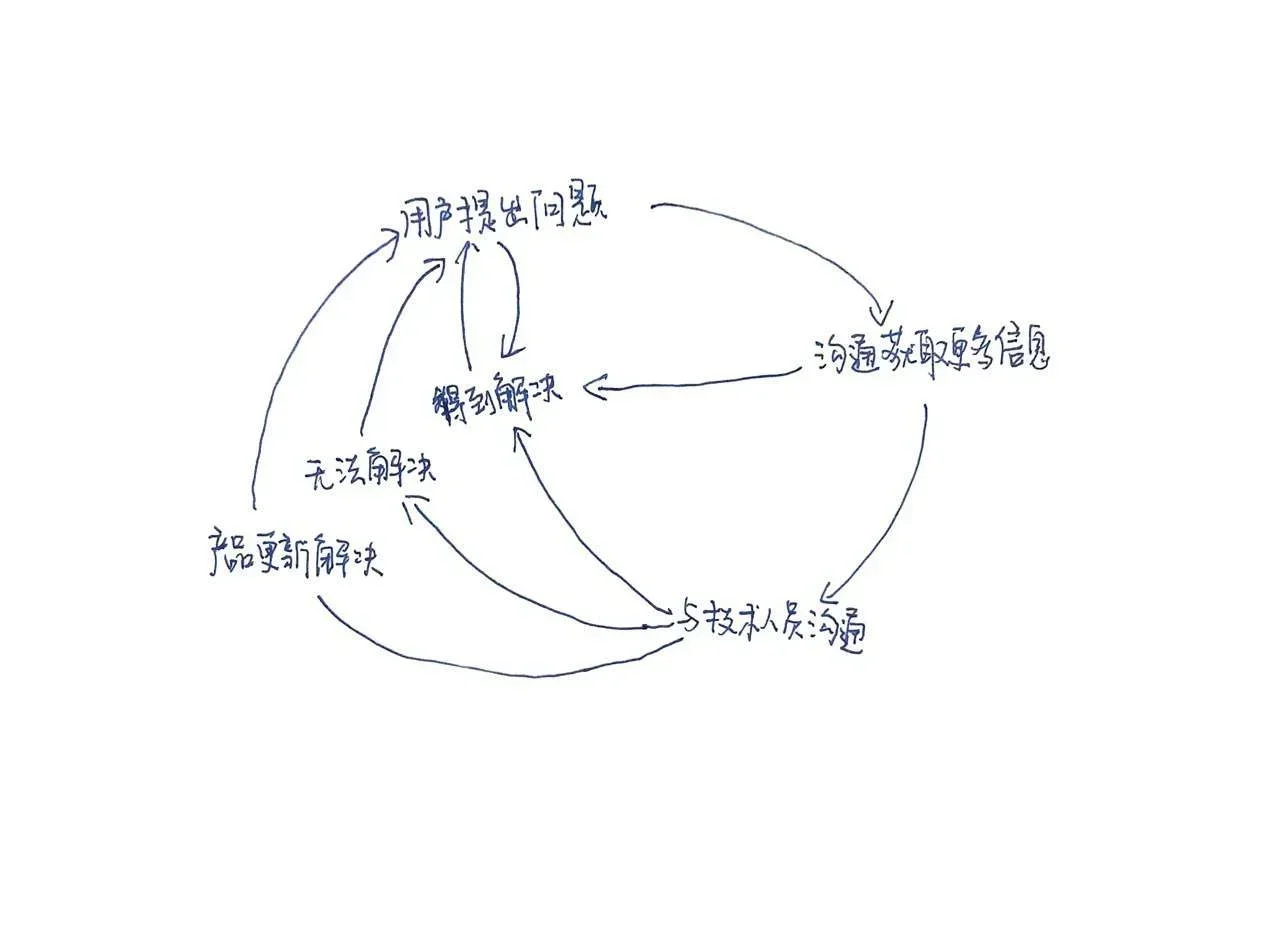 用户提出问题
沟通获取更多信息
得到解决
无法解决
产品更新解决
与技术人员沟通